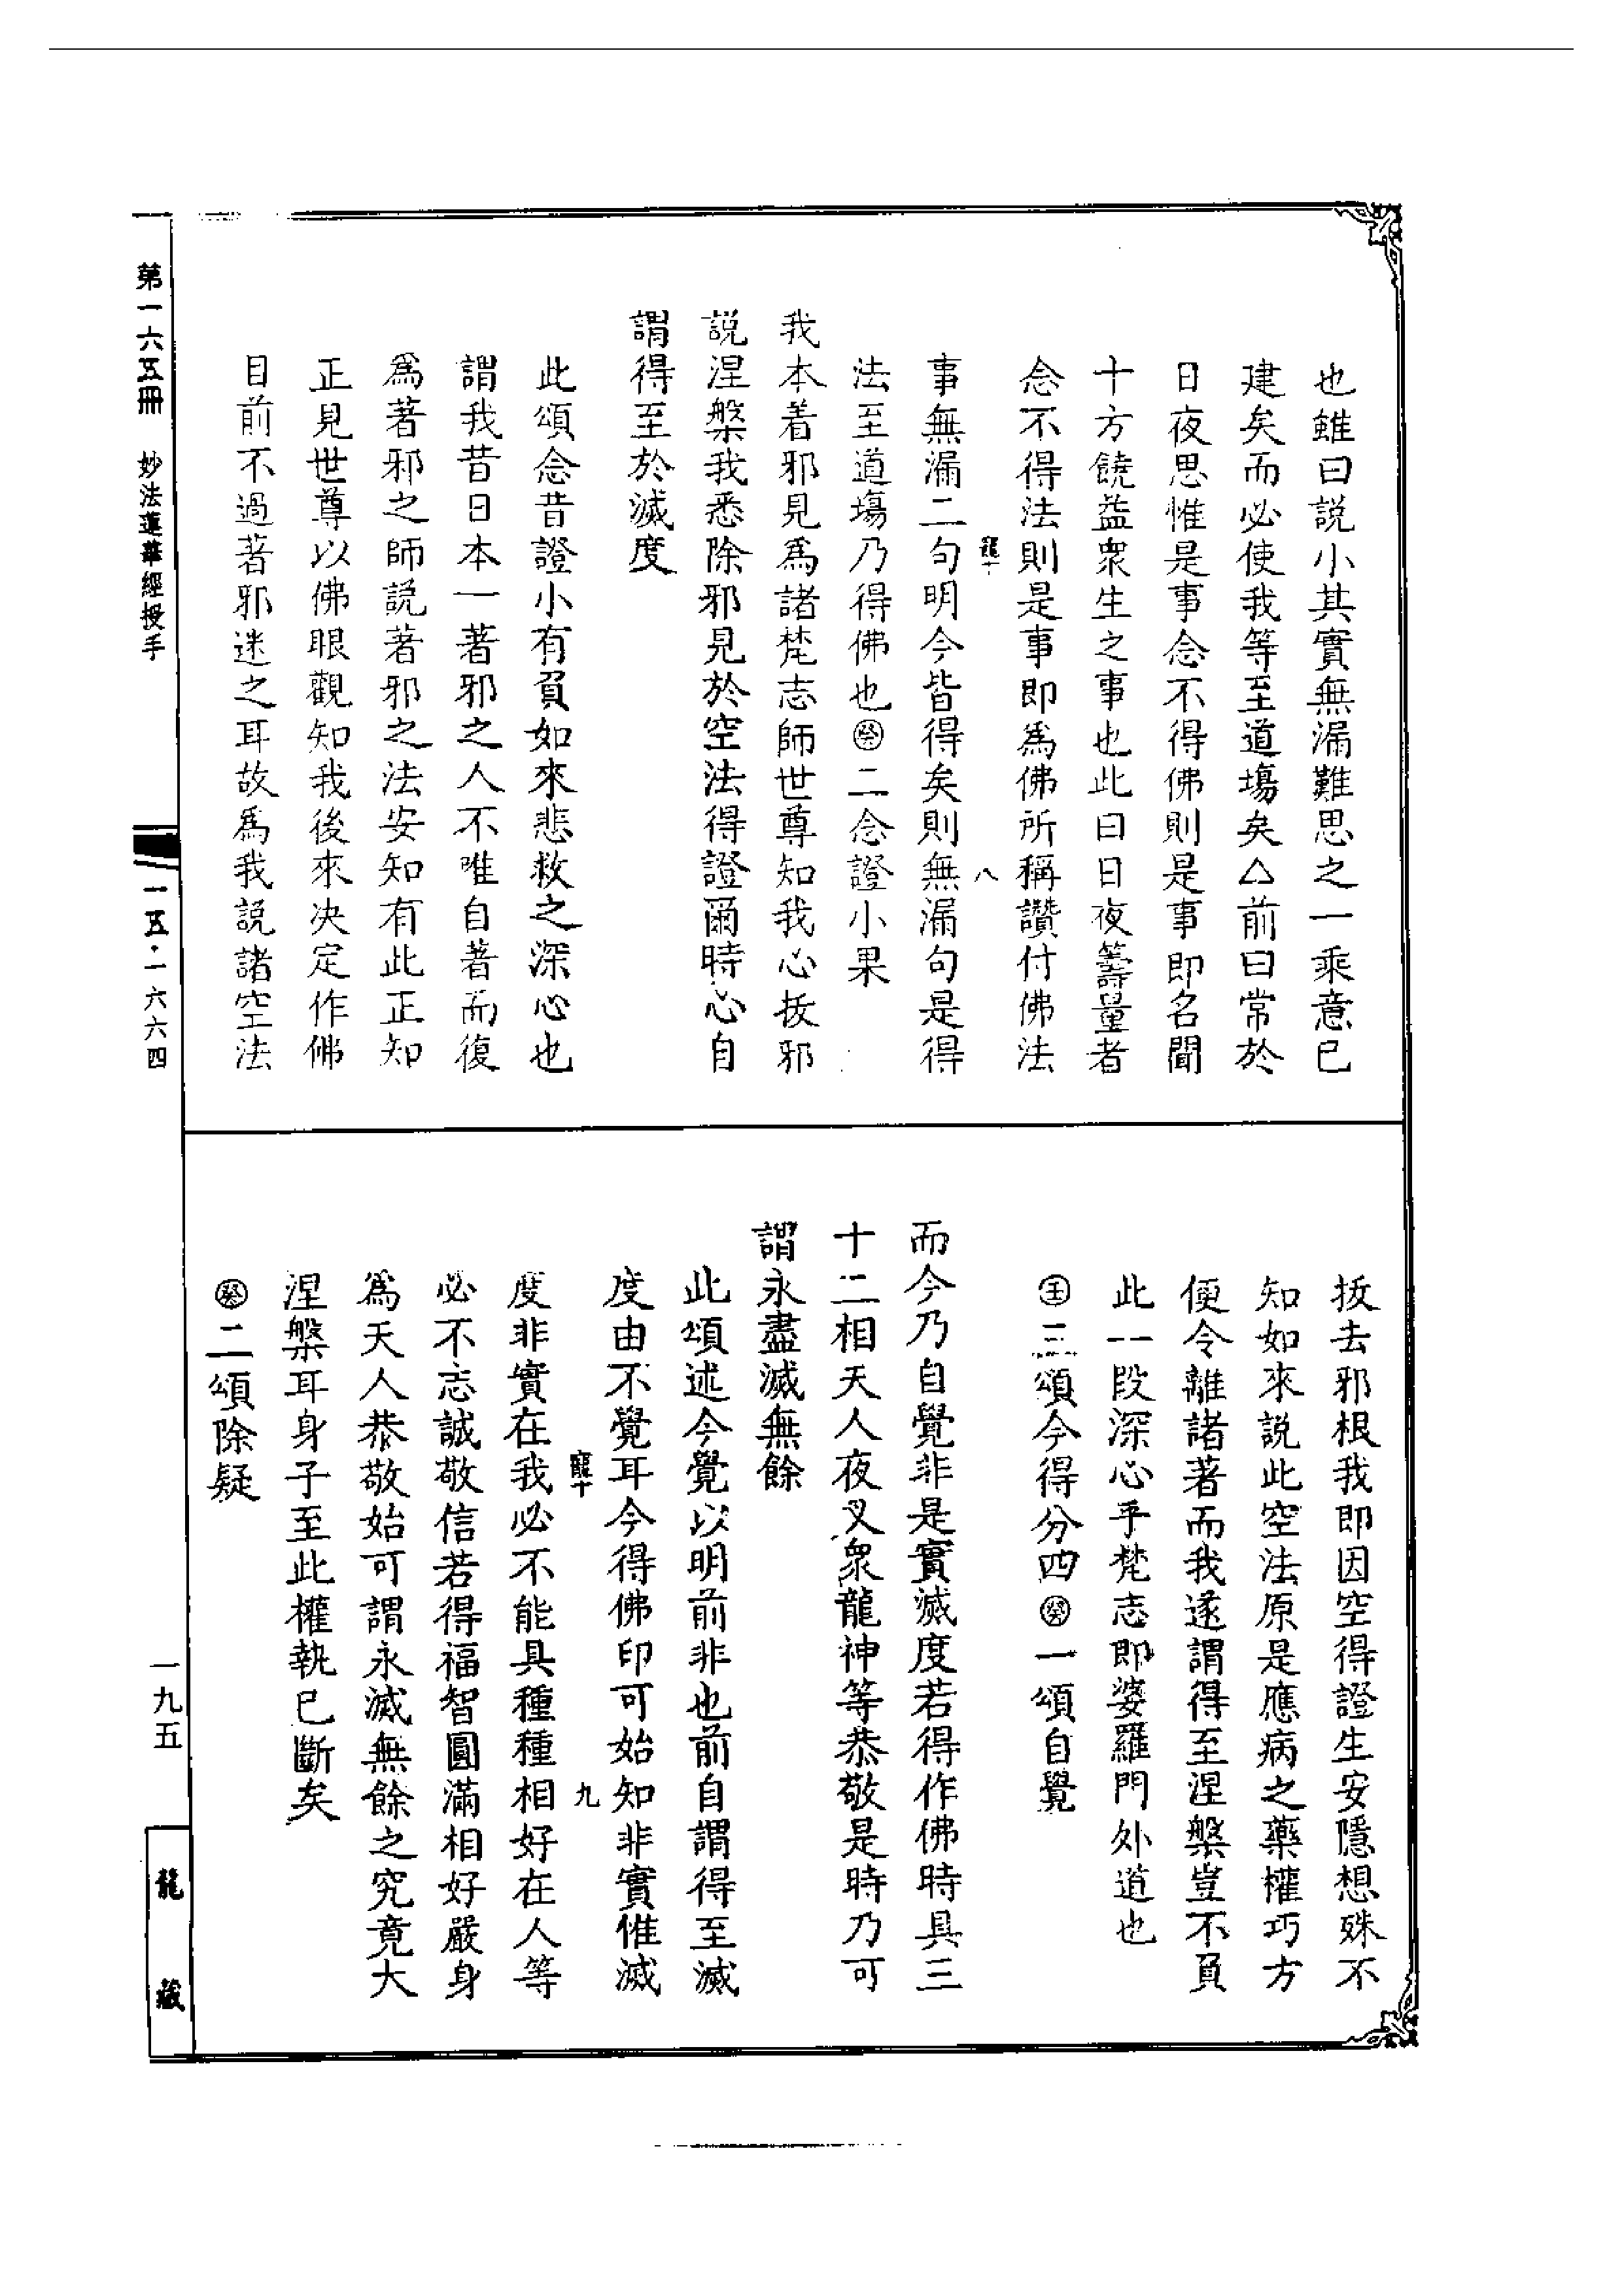 也雖曰說小其實無漏難思之一乘意已
建矣而必使我等至道場矣△前曰常於
日夜思惟是事念不得佛則是事即名聞
十方饒益衆生之事也此曰日夜籌量者
念不得法則是事即爲佛所稱讚付佛法
寵十 八
事無漏二句明今皆得矣則無漏句是得
法至道場乃得佛也㊅二念證小果
我本着邪見爲諸梵志師世尊知我心拔邪
說涅槃我悉除邪見於空法得證爾時心自
謂得至於滅度
此頌念昔證小有負如來悲救之深心也
謂我昔日本一著邪之人不唯自著而復
爲著邪之師說著邪之法安知有此正知
正見世尊以佛眼觀知我後來決定作佛
目前不過著邪迷之耳故爲我說諸空法
拔去邪根我即因空得證生安隱想殊不
知如來說此空法原是應病之藥權巧方
便令離諸著而我遂謂得至涅槃豈不負
此一段深心乎梵志即婆羅門外道也
壬三頌今得分四癸一頌自覺
而今乃自覺非是實滅度若得作佛時具三
十二相天人夜叉衆龍神等恭敬是時乃可
謂永盡滅無餘
此頌述今覺以明前非也前自謂得至滅
度由不覺耳今得佛印可始知非實惟滅
寵十 九
度非實在我必不能具種種相好在人等
必不志誠敬信若得福智圓滿相好嚴身
爲天人恭敬始可謂永滅無餘之究竟大
涅槃耳身子至此權執已斷矣
癸二頌除疑
第一六五冊 妙法蓮華經授手 一五·一六六四 一九五 龍藏